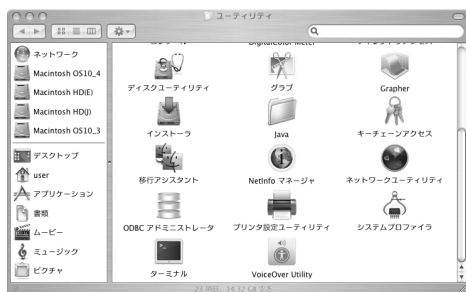 ユーティリティ
ネットワーク
Macintosh OS10_4
Macintosh HD(E)
Macintosh HD(J)
Macintosh OS10_3
デスクトップ
user
アプリケーション
書類
ムービー
ミュージック
ピクチャ
DigitalColor Meter
ディスクユーティリティ
グラブ
Grapher
インストーラ
Java
キーチェーンアクセス
移行アシスタント
NetInfo マネージャ
ネットワークユーティリティ
ODBC アドミニストレータ
プリンタ設定ユーティリティ
システムプロファイラ
ターミナル
VoiceOver Utility
23 項目、14.32 GB 空き